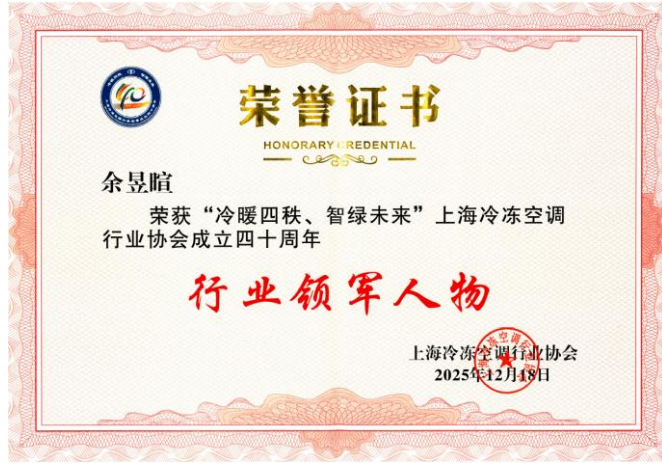 荣誉证书
HONORARY CREDENTIAL
余昱暄
荣获“冷暖四秩、智绿未来”上海冷冻空调
行业协会成立四十周年
行业领军人物
上海冷冻空调行业协会
2025年12月18日